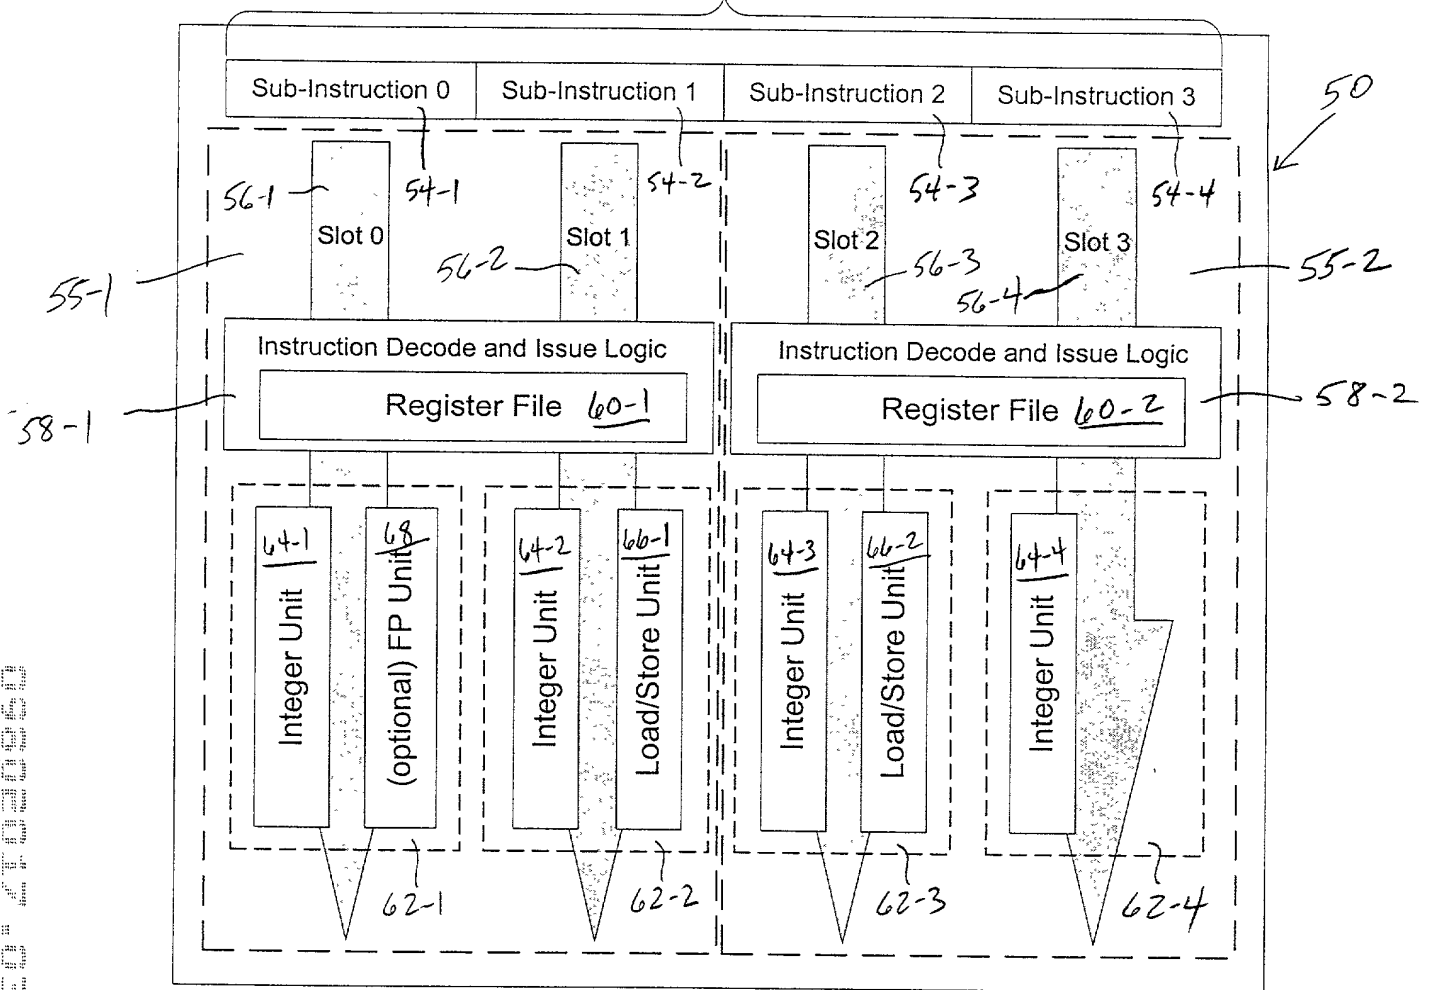 Sub-Instruction 0 Sub-Instruction 1 Sub-Instruction 2 Sub-Instruction 3
50
56-1 54-1 54-2 54-3 54-4
Slot 0 Slot 1 Slot 2 Slot 3
55-1 56-2 56-3 56-4 55-2
Instruction Decode and Issue Logic Instruction Decode and Issue Logic
58-1 Register File 60-1 Register File 60-2 58-2
64-1 68 64-2 66-1 64-3 66-2 64-4
Integer Unit
(optional) FP Unit
Integer Unit
Load/Store Unit
Integer Unit
Load/Store Unit
Integer Unit
62-1 62-2 62-3 62-4